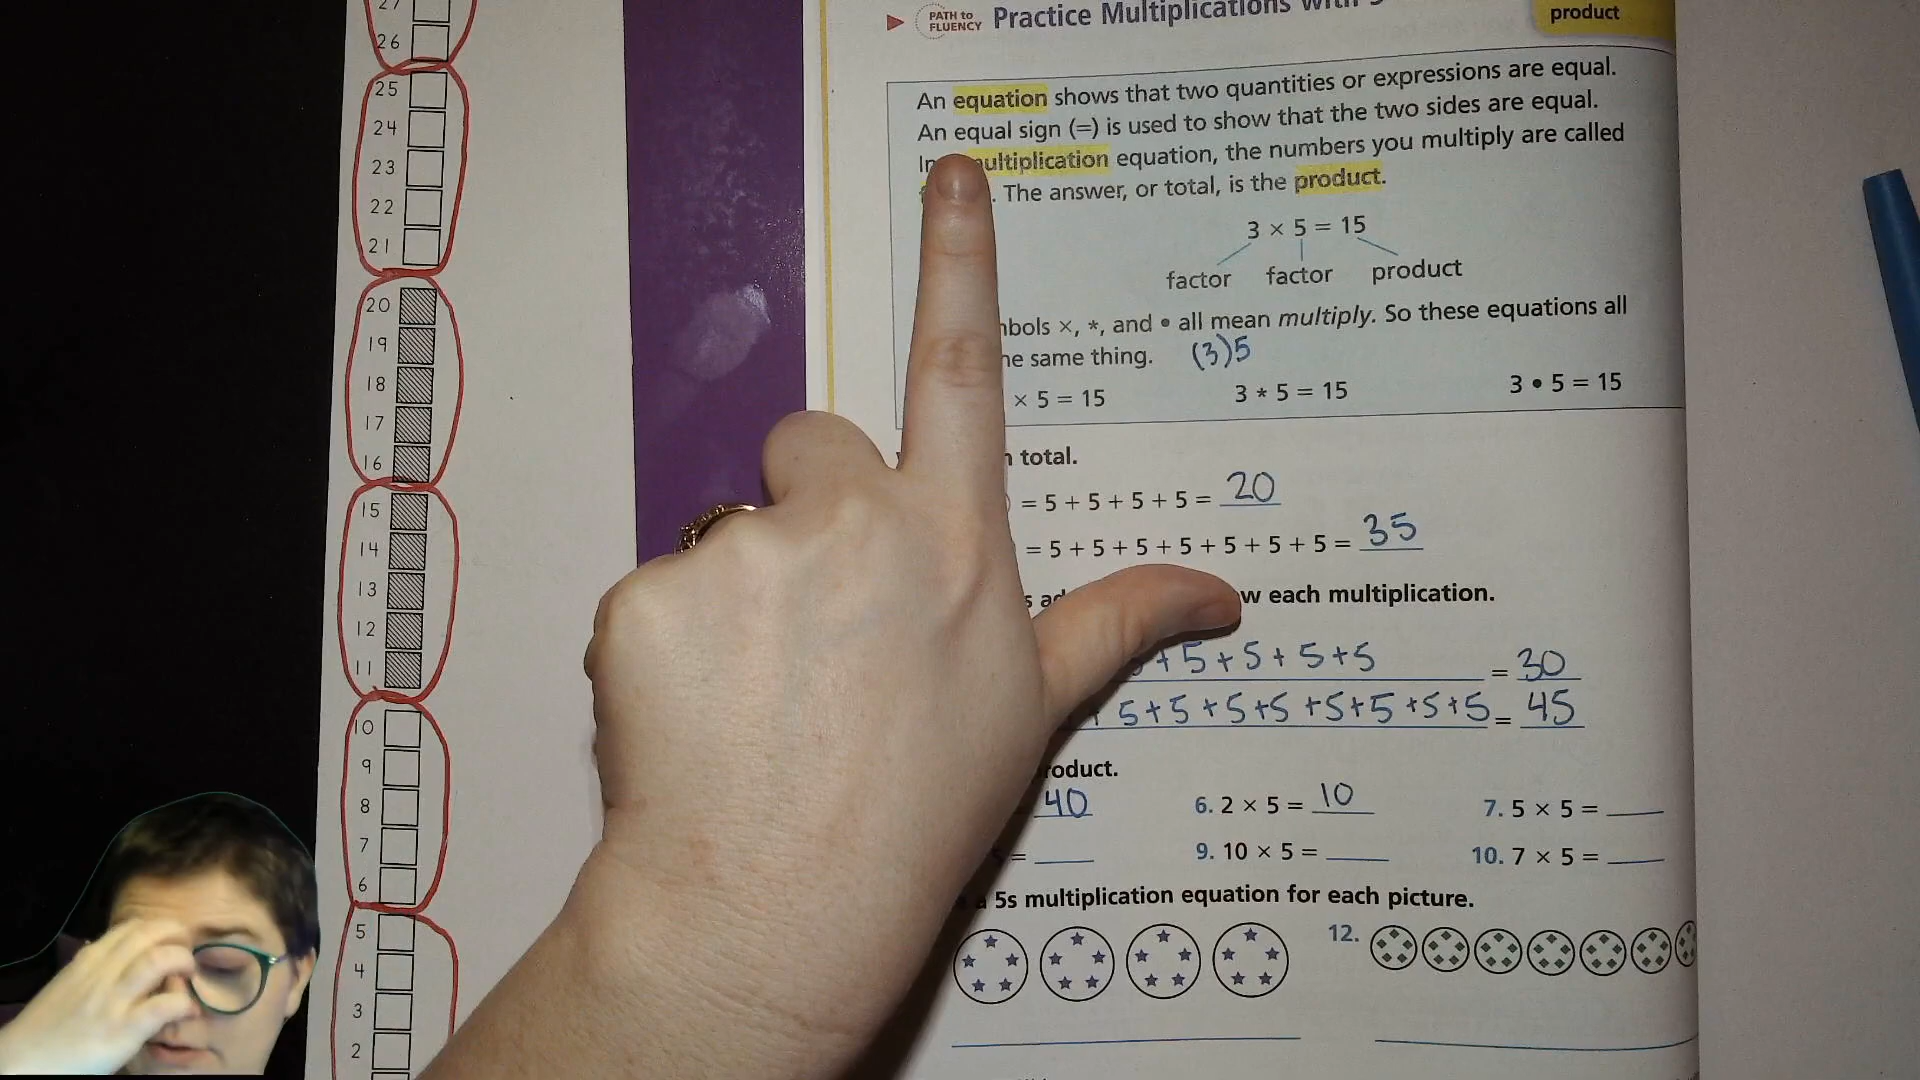 27
26
25
24
23
22
21
20
19
18
17
16
15
14
13
12
11
10
9
8
7
6
5
4
3
2
PATH to FLUENCY Practice Multiplications
product
An equation shows that two quantities or expressions are equal.
An equal sign (=) is used to show that the two sides are equal.
equation, the numbers you multiply are called
. The answer, or total, is the product.
3 × 5 = 15
factor factor product
×, *, and • all mean multiply. So these equations all
same thing. (3)5
× 5 = 15 3 * 5 = 15 3 • 5 = 15
total.
= 5 + 5 + 5 + 5 = 20
= 5 + 5 + 5 + 5 + 5 + 5 + 5 = 35
each multiplication.
+ 5 + 5 + 5 + 5 = 30
5 + 5 + 5 + 5 + 5 + 5 + 5 + 5 = 45
40 6. 2 × 5 = 10 7. 5 × 5 =
= 9. 10 × 5 = 10. 7 × 5 =
5s multiplication equation for each picture.
12.